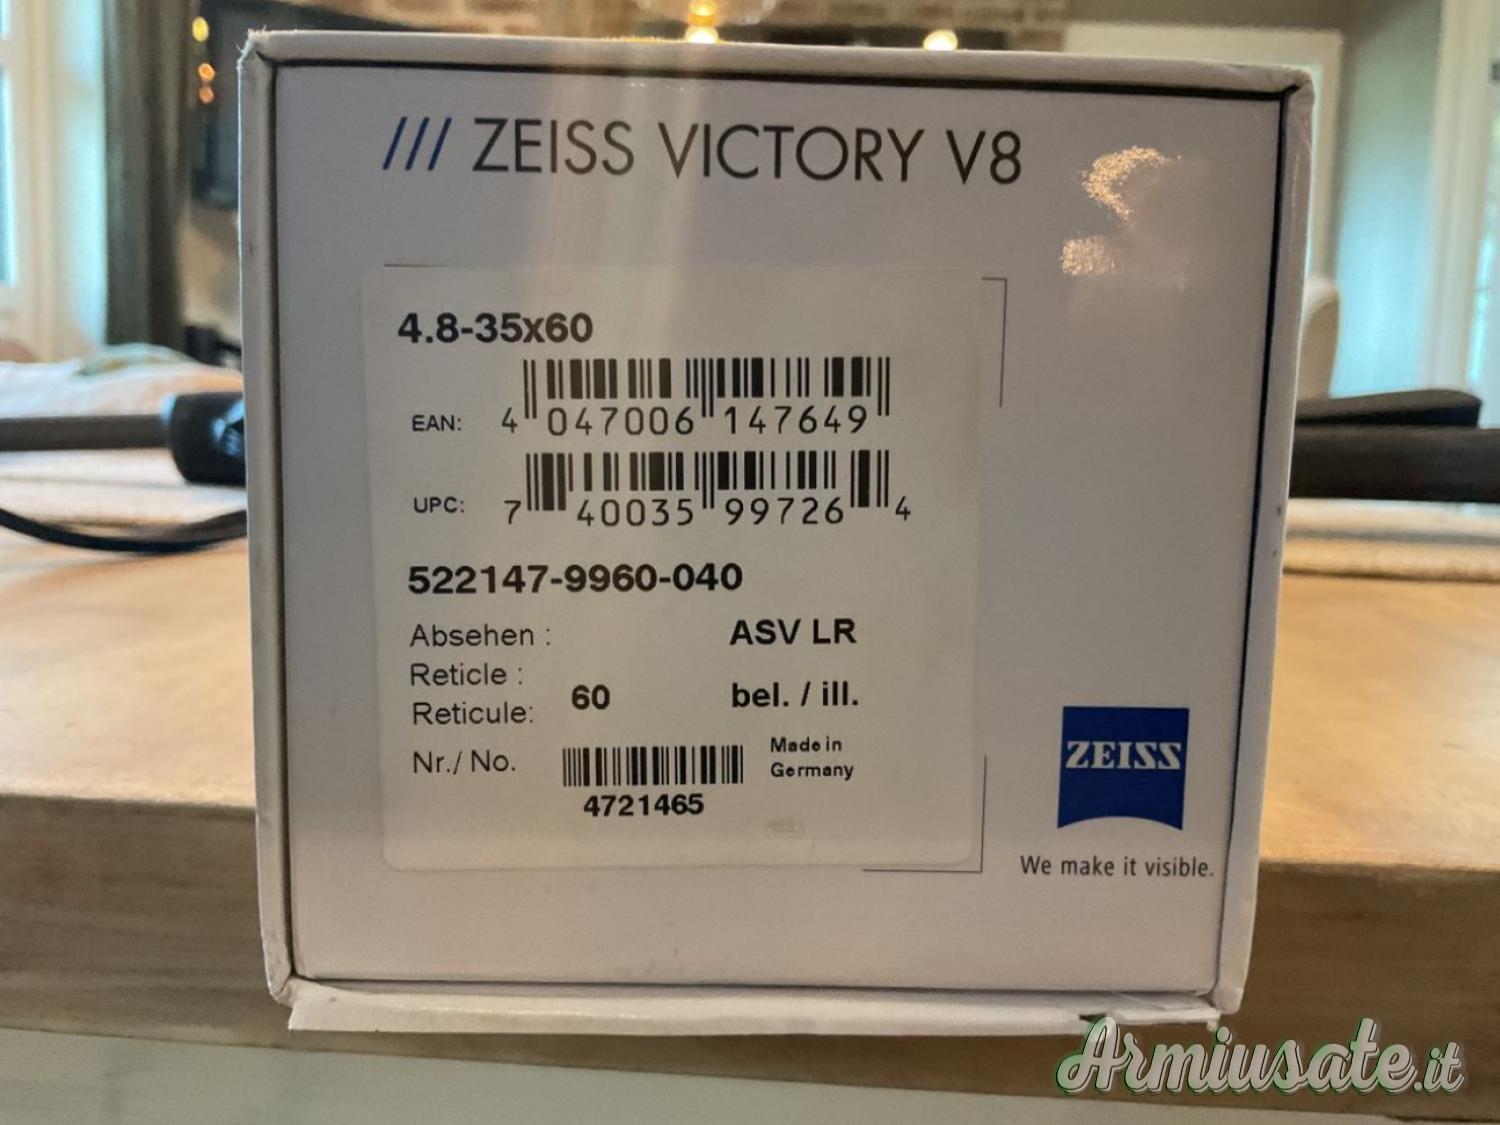 /// ZEISS VICTORY V8
4.8-35x60
EAN: 4 047006 147649
UPC: 7 40035 99726 4
522147-9960-040
Absehen : ASV LR
Reticle :
Reticule: 60 bel. / ill.
Nr./ No. Made in
Germany
4721465
ZEISS
We make it visible.
Armiusate.it